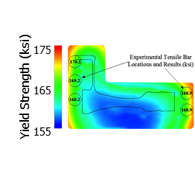 Yield Strength (ksi)
175
165
155
Experimental Tensile Bar
Locations and Results (ksi)
170.1
169.2
168.2
168.9